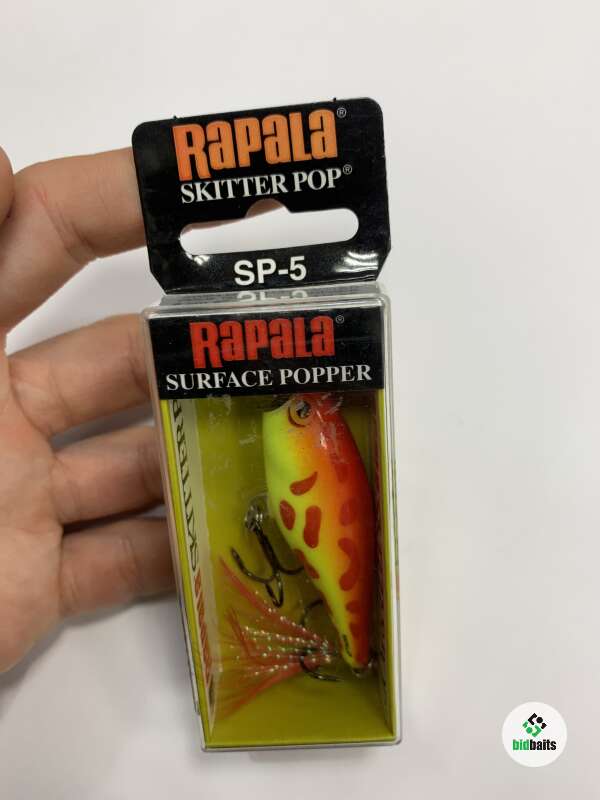 RAPALA®
SKITTER POP®
SP-5
RAPALA®
SURFACE POPPER
bidbaits